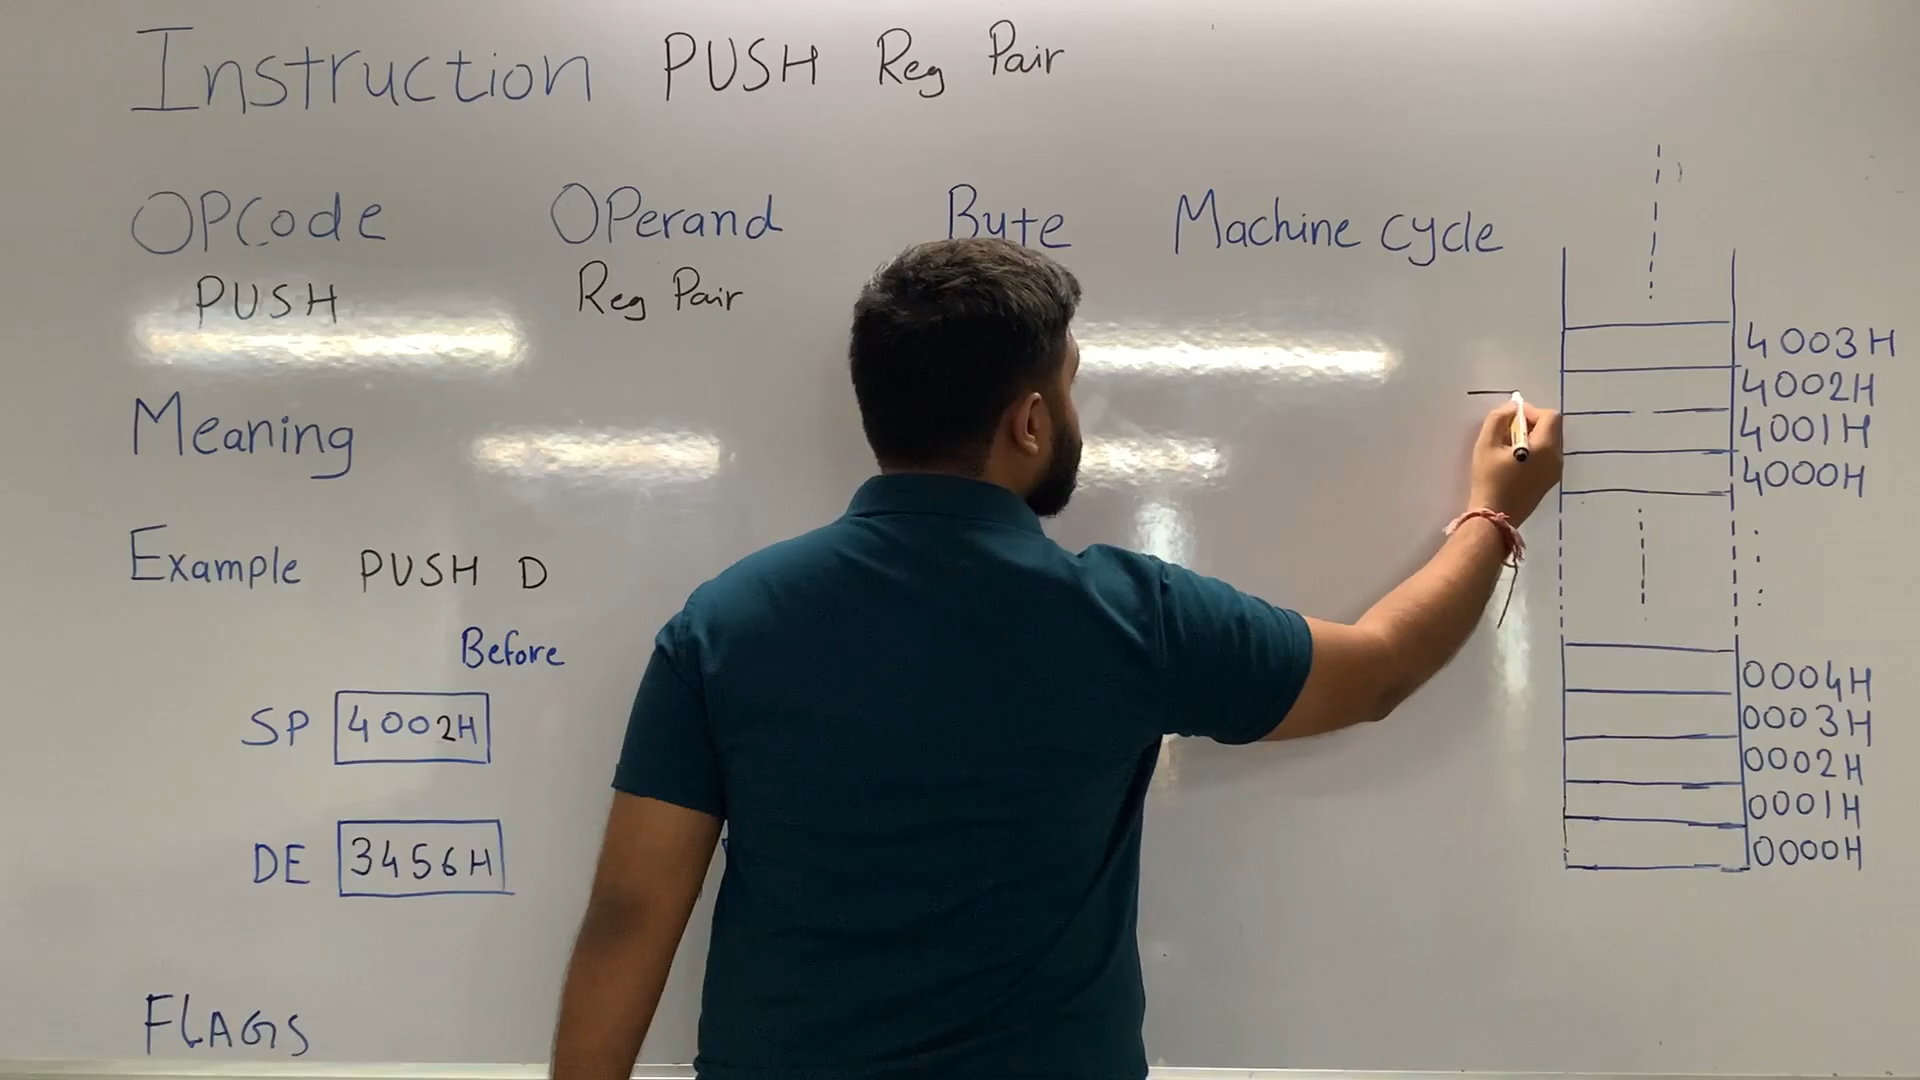 Instruction PUSH Reg Pair
OPCode OPerand Byte Machine cycle
PUSH Reg Pair
Meaning
Example PUSH D
Before
SP 4002H
DE 3456H
FLAGS
4003H
4002H
4001H
4000H
0004H
0003H
0002H
0001H
0000H